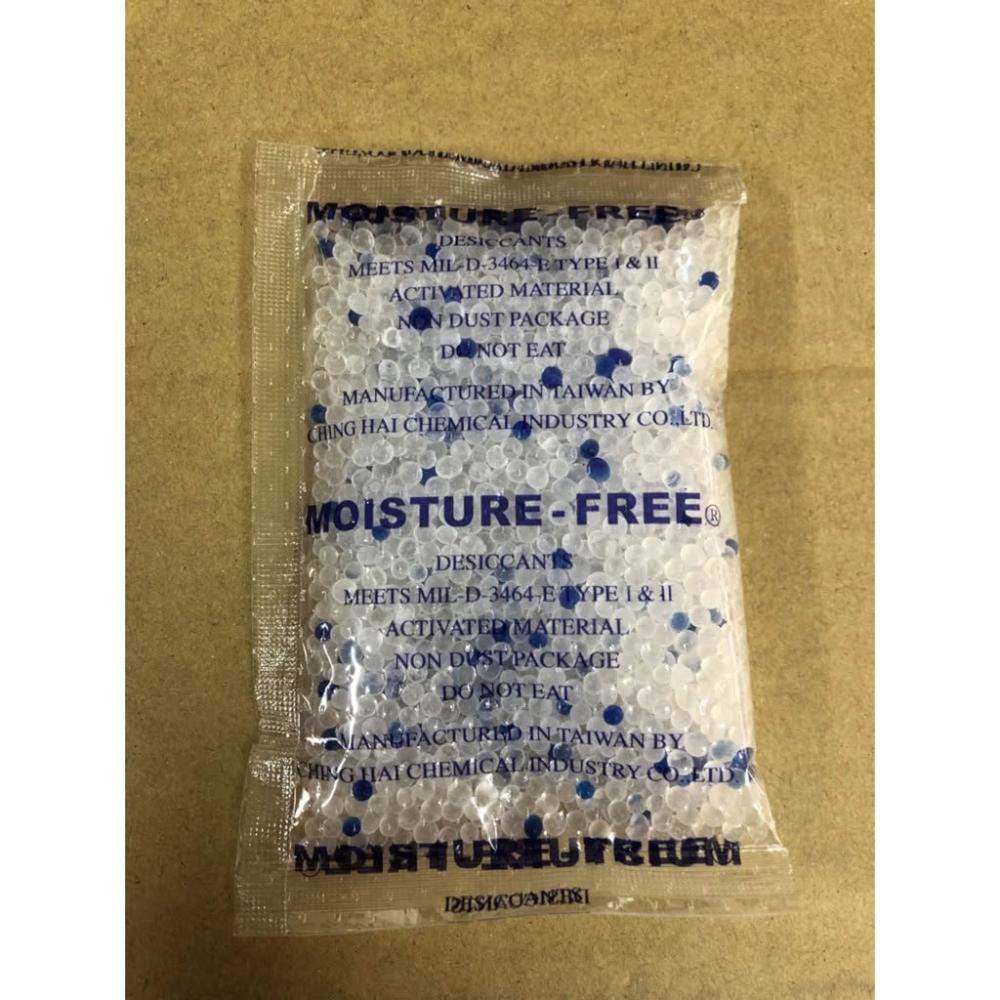 MOISTURE-FREE®
DESICCANTS
MEETS MIL-D-3464-E TYPE I & II
ACTIVATED MATERIAL
NON DUST PACKAGE
DO NOT EAT
MANUFACTURED IN TAIWAN BY
CHING HAI CHEMICAL INDUSTRY CO.,LTD.
MOISTURE-FREE®
DESICCANTS
MEETS MIL-D-3464-E TYPE I & II
ACTIVATED MATERIAL
NON DUST PACKAGE
DO NOT EAT
MANUFACTURED IN TAIWAN BY
CHING HAI CHEMICAL INDUSTRY CO.,LTD.